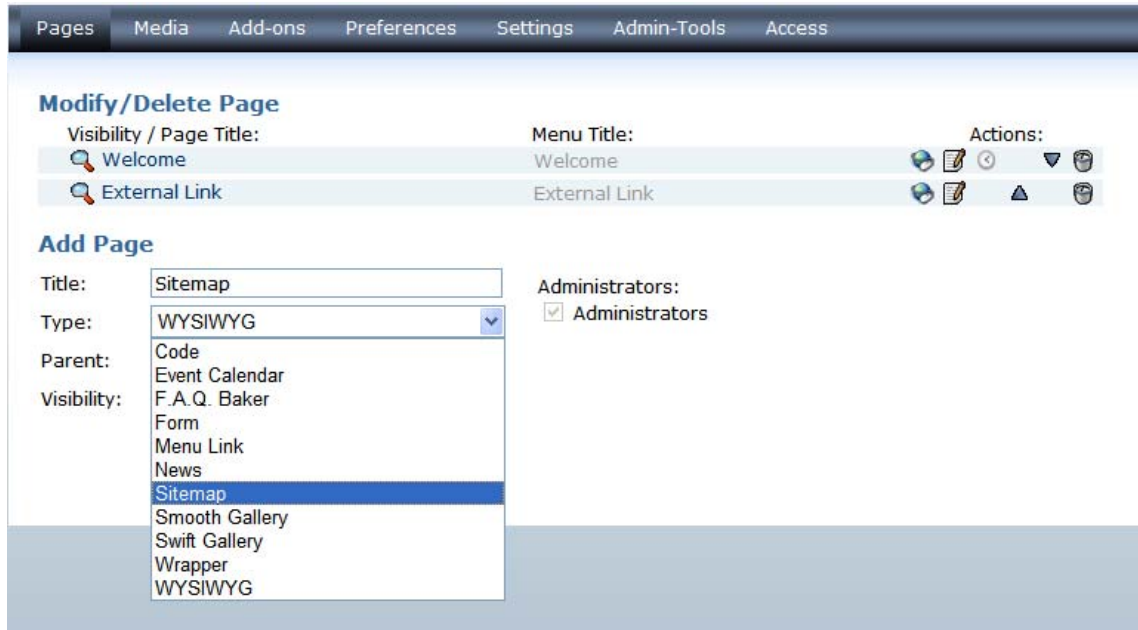 Pages Media Add-ons Preferences Settings Admin-Tools Access
Modify/Delete Page
Visibility / Page Title: Menu Title: Actions:
Welcome Welcome
External Link External Link
Add Page
Title: Sitemap Administrators:
Type: WYSIWYG Administrators
Parent:
Visibility:
Code
Event Calendar
F.A.Q. Baker
Form
Menu Link
News
Sitemap
Smooth Gallery
Swift Gallery
Wrapper
WYSIWYG